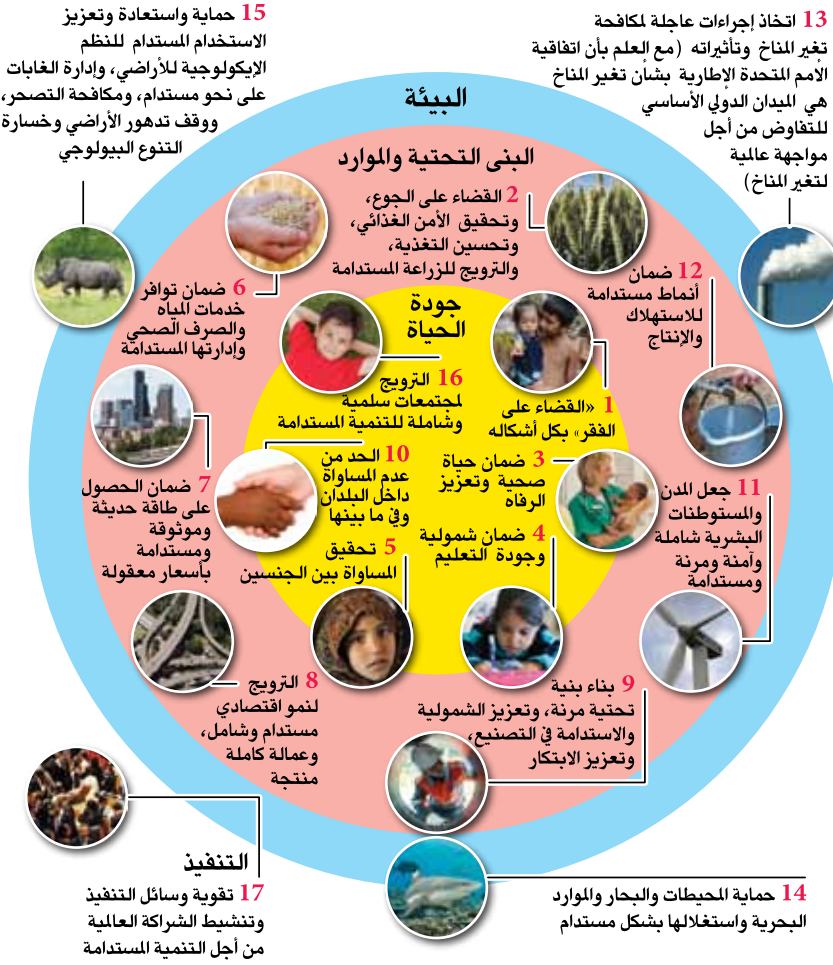 13 اتخاذ إجراءات عاجلة لمكافحة
تغير المناخ وتأثيراته (مع العلم بأن اتفاقية
الأمم المتحدة الإطارية بشأن تغير المناخ
هي الميدان الدولي الأساسي
للتفاوض من أجل
مواجهة عالمية
لتغير المناخ)
15 حماية واستعادة وتعزيز
الاستخدام المستدام للنظم
الإيكولوجية للأراضي، وإدارة الغابات
على نحو مستدام، ومكافحة التصحر،
ووقف تدهور الأراضي وخسارة
التنوع البيولوجي
البيئة
البنى التحتية والموارد
2 القضاء على الجوع،
وتحقيق الأمن الغذائي،
وتحسين التغذية،
والترويج للزراعة المستدامة
12 ضمان
أنماط مستدامة
للاستهلاك
والإنتاج
6 ضمان توافر
خدمات المياه
والصرف الصحي
وإدارتها المستدامة
جودة
الحياة
16 الترويج
لمجتمعات سلمية
وشاملة للتنمية المستدامة
1 «القضاء على
الفقر» بكل أشكاله
3 ضمان حياة
صحية وتعزيز
الرفاه
10 الحد من
عدم المساواة
داخل البلدان
وفي ما بينها
4 ضمان شمولية
وجودة التعليم
5 تحقيق
المساواة بين الجنسين
11 جعل المدن
والمستوطنات
البشرية شاملة
وآمنة ومرنة
ومستدامة
7 ضمان الحصول
على طاقة حديثة
وموثوقة
ومستدامة
بأسعار معقولة
9 بناء بنية
تحتية مرنة، وتعزيز الشمولية
والاستدامة في التصنيع،
وتعزيز الابتكار
8 الترويج
لنمو اقتصادي
مستدام وشامل،
وعمالة كاملة
منتجة
التنفيذ
17 تقوية وسائل التنفيذ
وتنشيط الشراكة العالمية
من أجل التنمية المستدامة
14 حماية المحيطات والبحار والموارد
البحرية واستغلالها بشكل مستدام